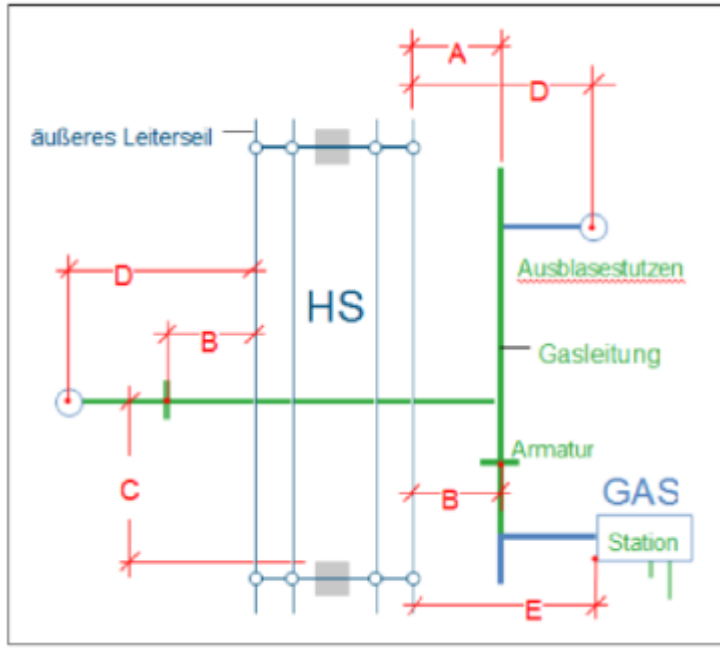 A
D
äußeres Leiterseil
D
Ausblasestutzen
HS
B
Gasleitung
Armatur
C
B
GAS
Station
E